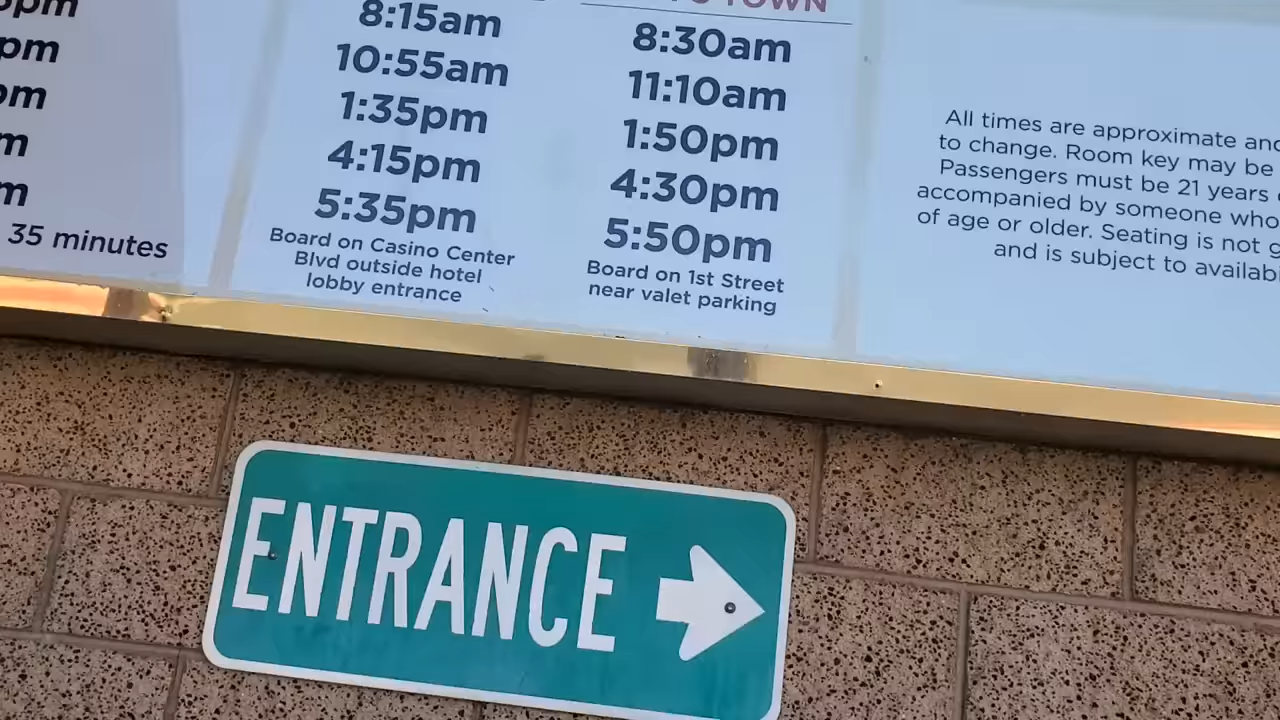 pm
pm
35 minutes
8:15am
10:55am
1:35pm
4:15pm
5:35pm
Board on Casino Center
Blvd outside hotel
lobby entrance
TOWN
8:30am
11:10am
1:50pm
4:30pm
5:50pm
Board on 1st Street
near valet parking
All times are approximate and
to change. Room key may be
Passengers must be 21 years
accompanied by someone who
of age or older. Seating is not
and is subject to
ENTRANCE